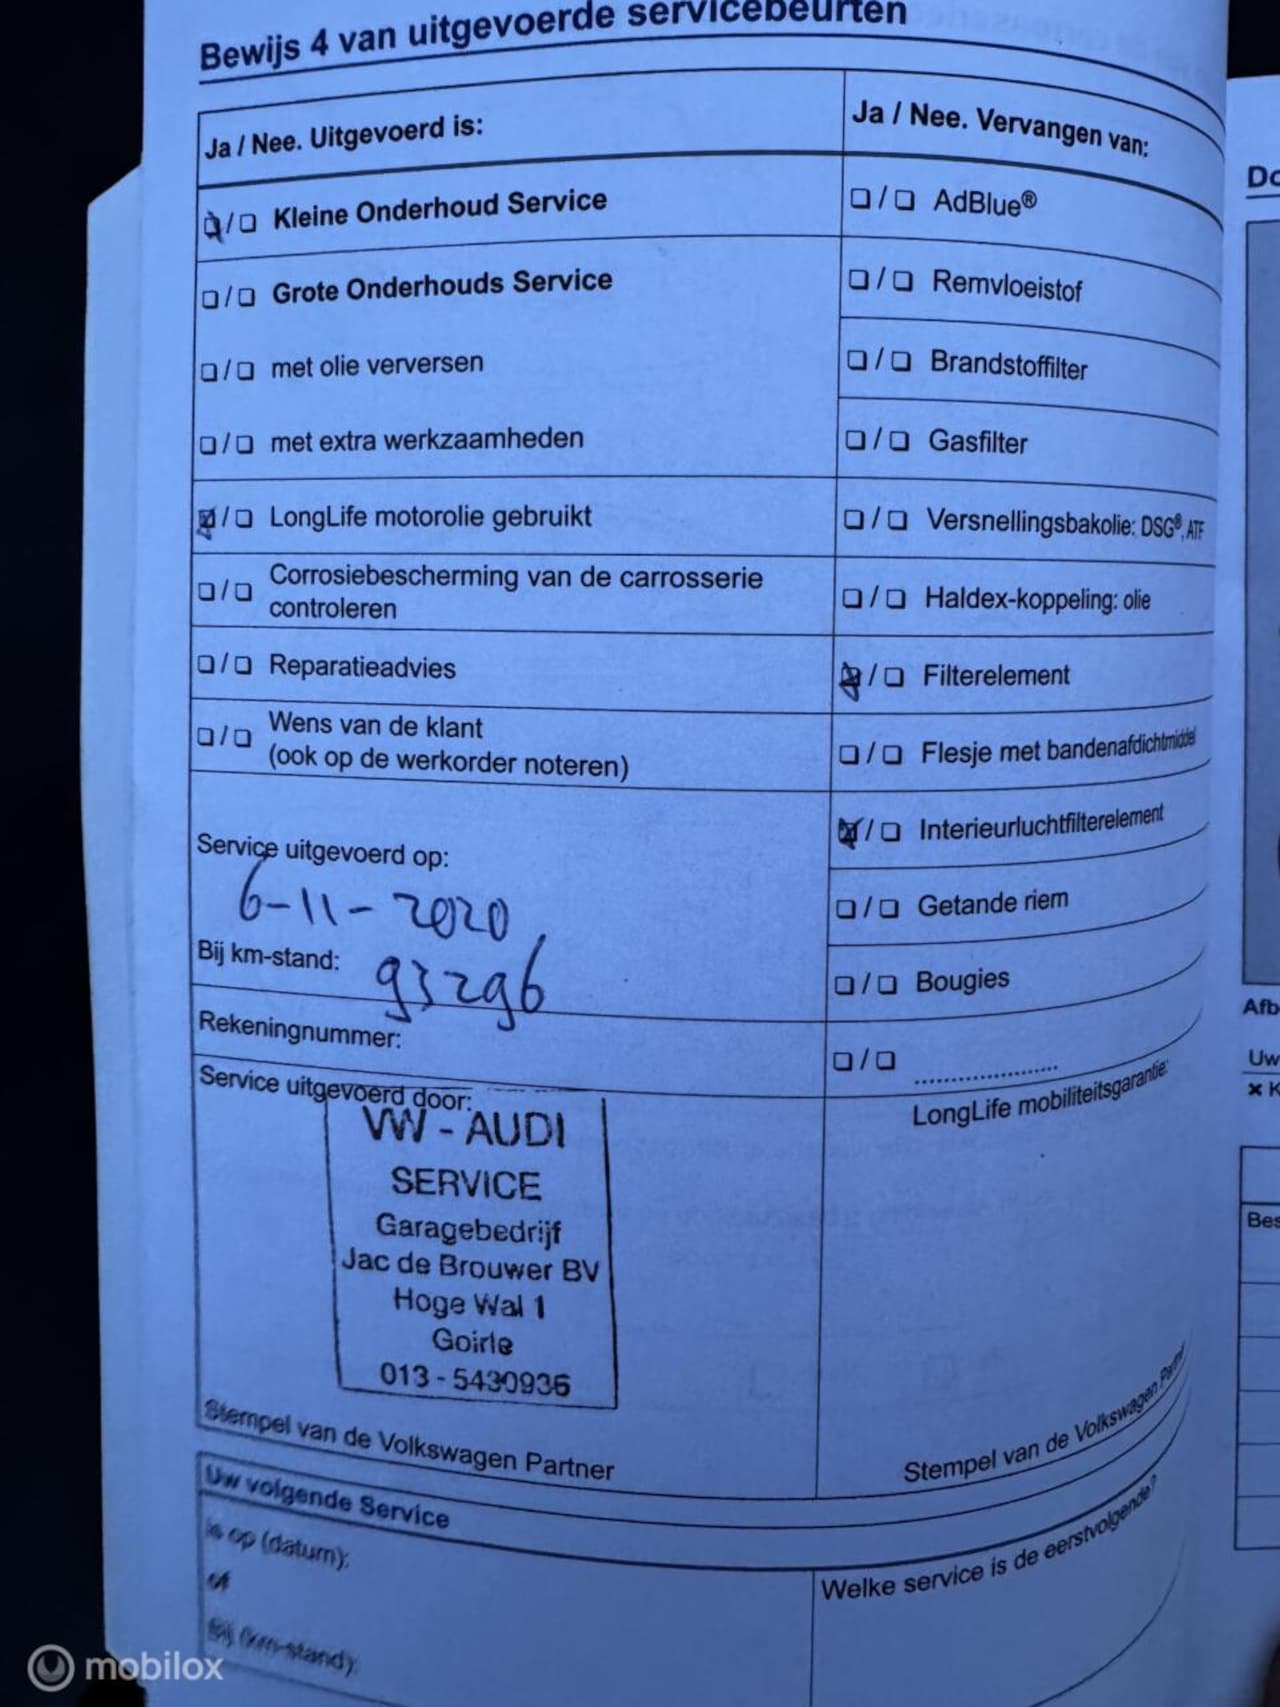 Bewijs 4 van uitgevoerde servicebeurten
Ja / Nee. Uitgevoerd is:
Kleine Onderhoud Service
Grote Onderhouds Service
met olie verversen
met extra werkzaamheden
LongLife motorolie gebruikt
Corrosiebescherming van de carrosserie
controleren
Reparatieadvies
Wens van de klant
(ook op de werkorder noteren)
Service uitgevoerd op:
6-11-2020
Bij km-stand:
93296
Rekeningnummer:
Service uitgevoerd door:
VW - AUDI
SERVICE
Garagebedrijf
Jac de Brouwer BV
Hoge Wal 1
Goirle
013 - 5430936
Stempel van de Volkswagen Partner
Ja / Nee. Vervangen van:
AdBlue®
Remvloeistof
Brandstoffilter
Gasfilter
Versnellingsbakolie: DSG®, ATF
Haldex-koppeling: olie
Filterelement
Flesje met bandenafdichtmiddel
Interieurluchtfilterelement
Getande riem
Bougies
....................
LongLife mobiliteitsgarantie:
Stempel van de Volkswagen Partner
Uw volgende Service
Is op (datum):
of
Bij (km-stand):
Welke service is de eerstvolgende?
Do
Afb
Uw
× K
Bes
mobilox